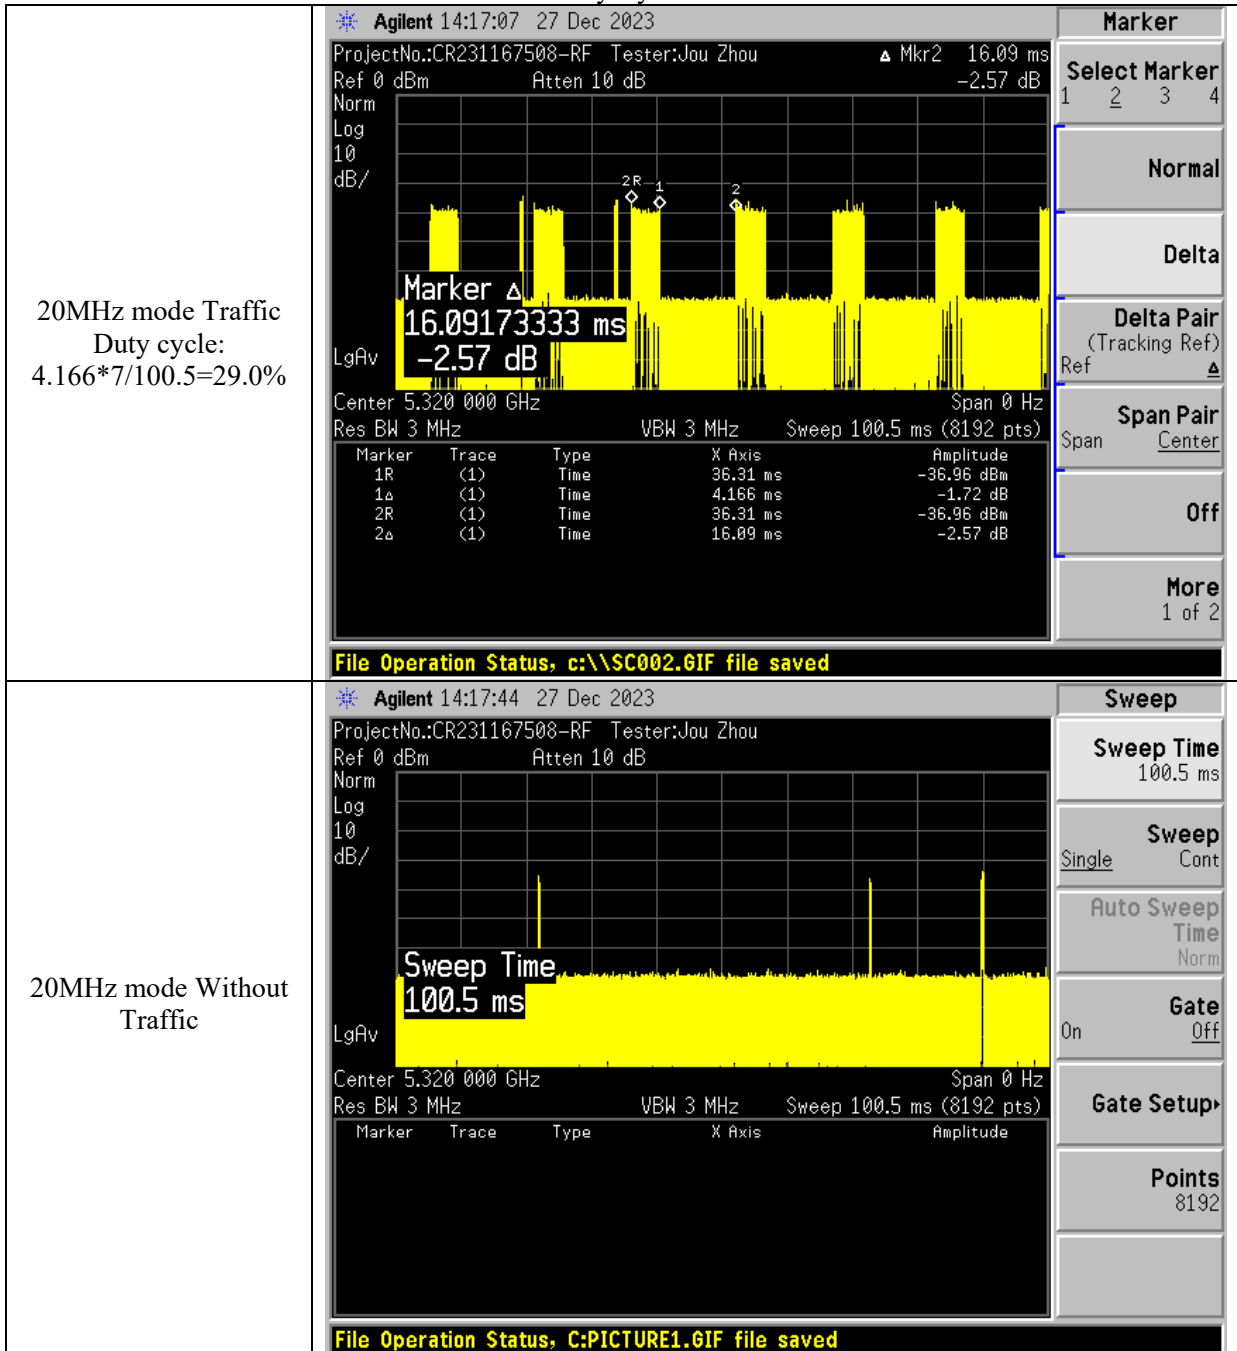 20MHz mode Traffic
Duty cycle:
4.166*7/100.5=29.0%
Agilent 14:17:07 27 Dec 2023
Marker
ProjectNo.:CR231167508-RF Tester:Jou Zhou
Δ Mkr2 16.09 ms
Ref 0 dBm Atten 10 dB -2.57 dB
Norm
Log
10
dB/
2R 1 2
Marker Δ
16.09173333 ms
-2.57 dB
LgAv
Center 5.320 000 GHz Span 0 Hz
Res BW 3 MHz VBW 3 MHz Sweep 100.5 ms (8192 pts)
Marker Trace Type X Axis Amplitude
1R (1) Time 36.31 ms -36.96 dBm
1Δ (1) Time 4.166 ms -1.72 dB
2R (1) Time 36.31 ms -36.96 dBm
2Δ (1) Time 16.09 ms -2.57 dB
Select Marker
1 2 3 4
Normal
Delta
Delta Pair
(Tracking Ref)
Ref Δ
Span Pair
Span Center
Off
More
1 of 2
File Operation Status, c:\\SC002.GIF file saved
20MHz mode Without
Traffic
Agilent 14:17:44 27 Dec 2023
Sweep
ProjectNo.:CR231167508-RF Tester:Jou Zhou
Ref 0 dBm Atten 10 dB
Norm
Log
10
dB/
Sweep Time
100.5 ms
LgAv
Center 5.320 000 GHz Span 0 Hz
Res BW 3 MHz VBW 3 MHz Sweep 100.5 ms (8192 pts)
Marker Trace Type X Axis Amplitude
Sweep Time
100.5 ms
Sweep
Single Cont
Auto Sweep
Time
Norm
Gate
On Off
Gate Setup▸
Points
8192
File Operation Status, C:PICTURE1.GIF file saved